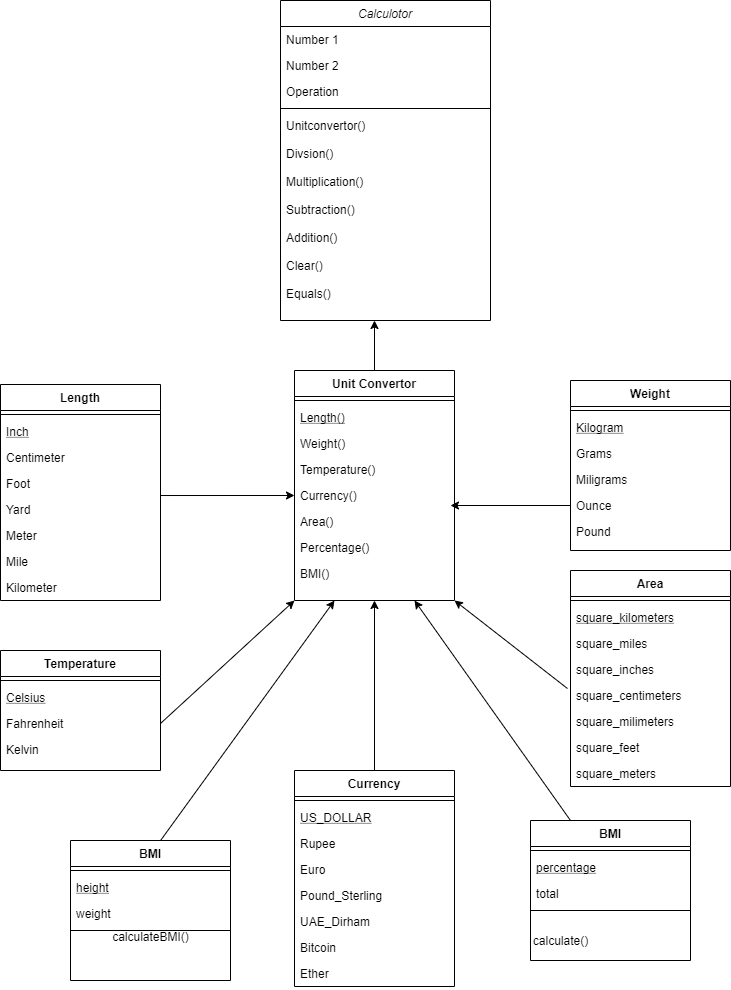 Calculotor
Number 1
Number 2
Operation
Unitconvertor()
Divsion()
Multiplication()
Subtraction()
Addition()
Clear()
Equals()
Unit Convertor
Length()
Weight()
Temperature()
Currency()
Area()
Percentage()
BMI()
Length
Inch
Centimeter
Foot
Yard
Meter
Mile
Kilometer
Weight
Kilogram
Grams
Miligrams
Ounce
Pound
Area
square_kilometers
square_miles
square_inches
square_centimeters
square_milimeters
square_feet
square_meters
Temperature
Celsius
Fahrenheit
Kelvin
BMI
height
weight
calculateBMI()
Currency
US_DOLLAR
Rupee
Euro
Pound_Sterling
UAE_Dirham
Bitcoin
Ether
BMI
percentage
total
calculate()